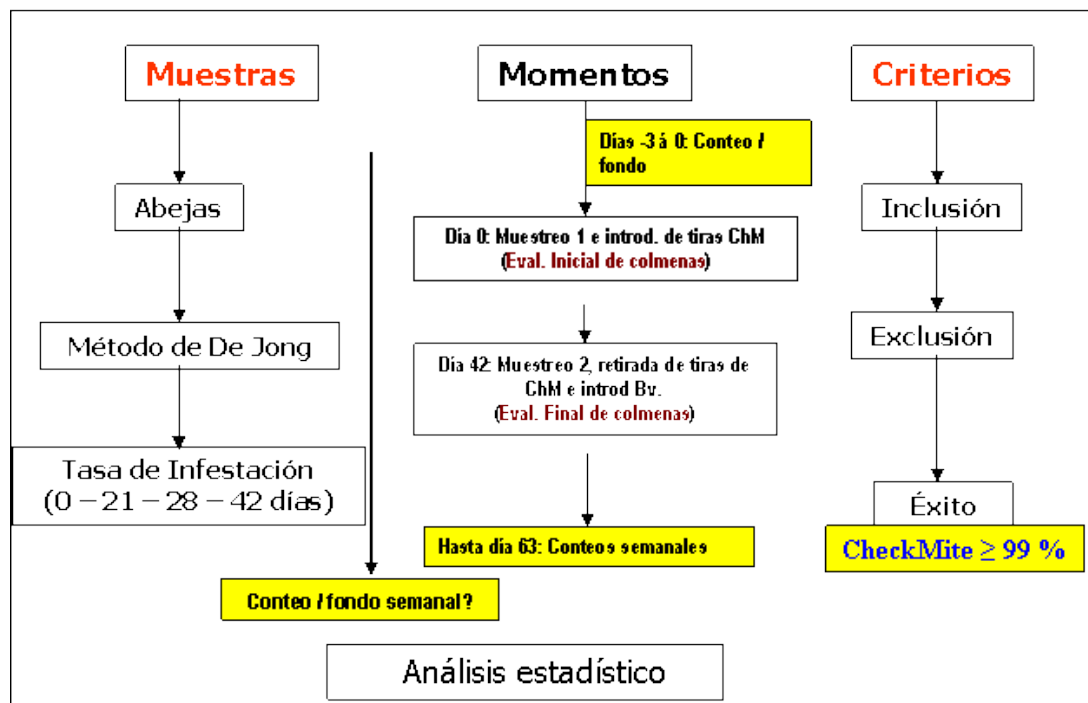 Muestras
Abejas
Método de De Jong
Tasa de Infestación
(0 – 21 – 28 – 42 días)
Conteo / fondo semanal?
Momentos
Días -3 á 0: Conteo /
fondo
Día 0: Muestreo 1 e introd. de tiras ChM
(Eval. Inicial de colmenas)
Día 42: Muestreo 2, retirada de tiras de
ChM e introd Bv.
(Eval. Final de colmenas)
Hasta día 63: Conteos semanales
Criterios
Inclusión
Exclusión
Éxito
CheckMite ≥ 99 %
Análisis estadístico